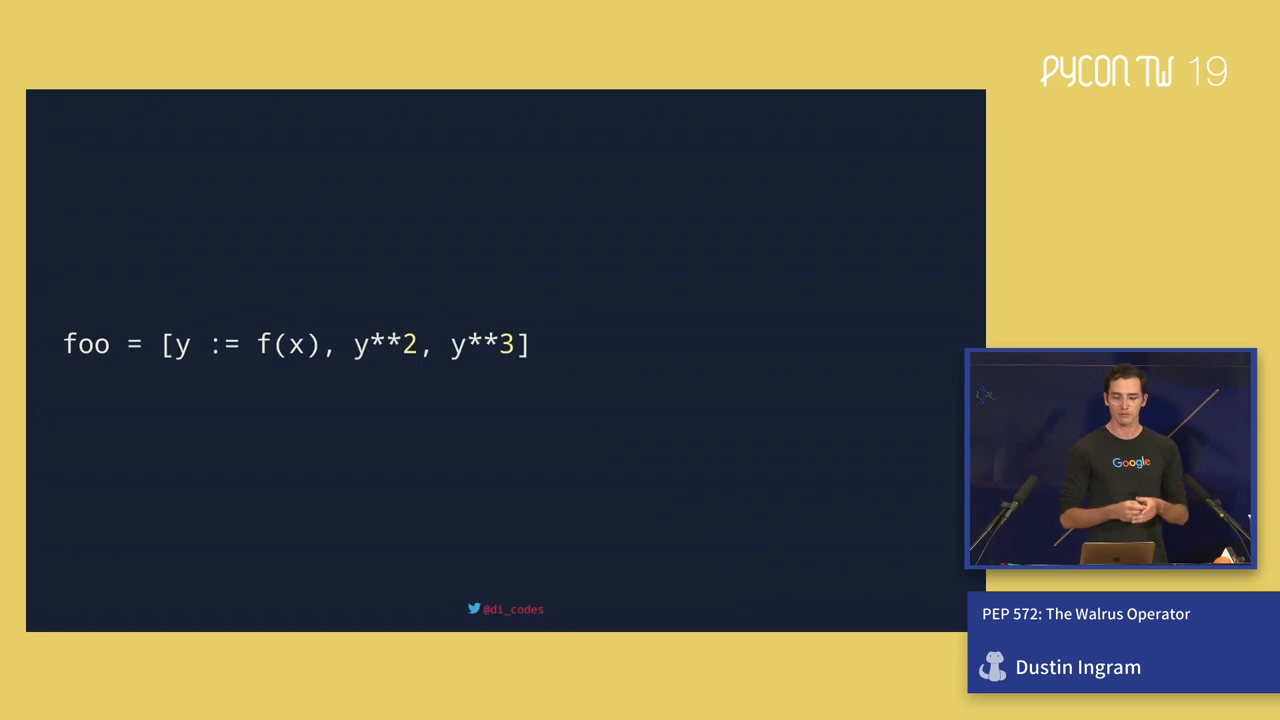 PYCON TW 19
foo = [y := f(x), y**2, y**3]
@di_codes
Google
PEP 572: The Walrus Operator
Dustin Ingram